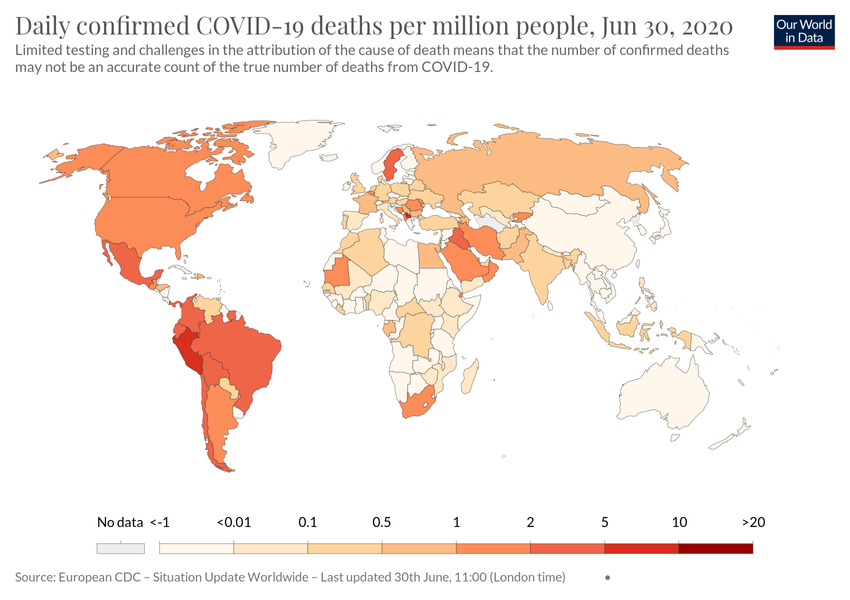 Daily confirmed COVID-19 deaths per million people, Jun 30, 2020
Our World
in Data
Limited testing and challenges in the attribution of the cause of death means that the number of confirmed deaths
may not be an accurate count of the true number of deaths from COVID-19.
No data <-1 <0.01 0.1 0.5 1 2 5 10 >20
Source: European CDC – Situation Update Worldwide – Last updated 30th June, 11:00 (London time) •